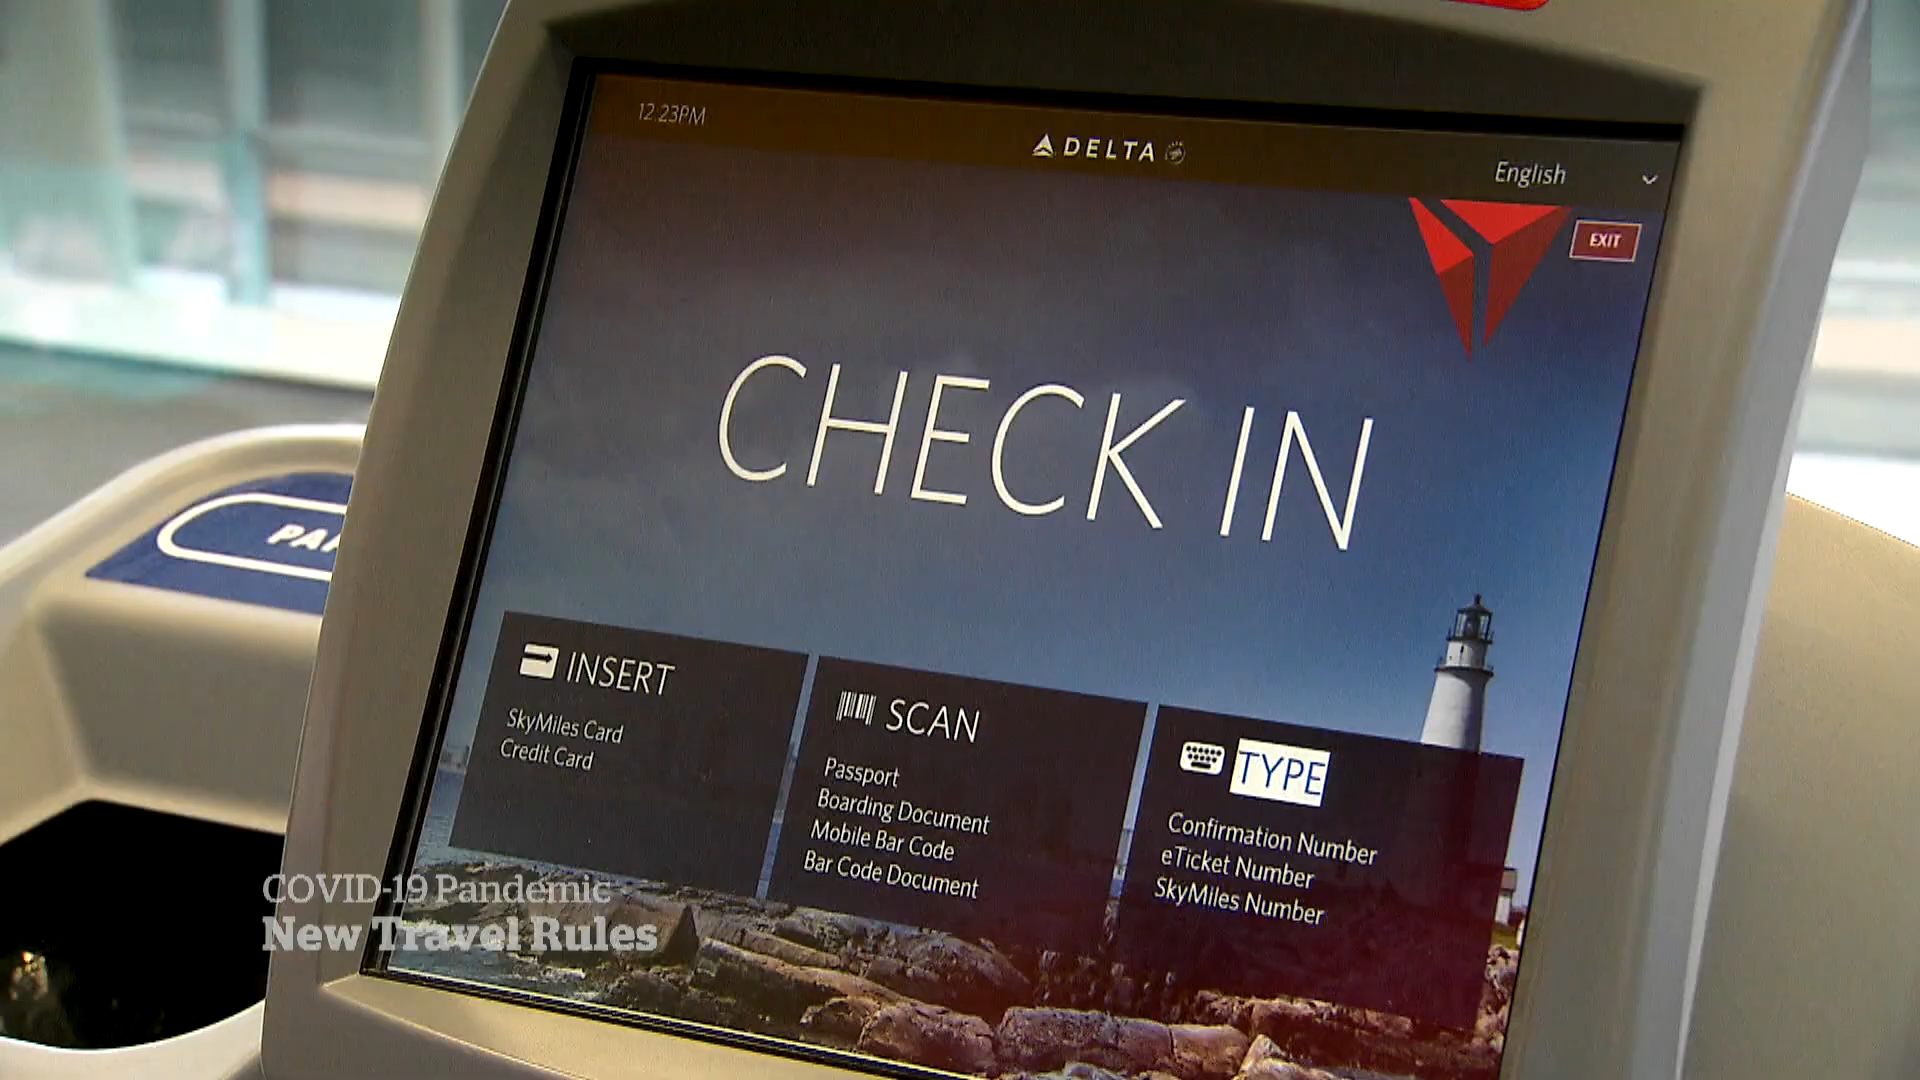 12:23PM
DELTA
English
EXIT
CHECK IN
INSERT
SkyMiles Card
Credit Card
SCAN
Passport
Boarding Document
Mobile Bar Code
Bar Code Document
TYPE
Confirmation Number
eTicket Number
SkyMiles Number
COVID-19 Pandemic
New Travel Rules